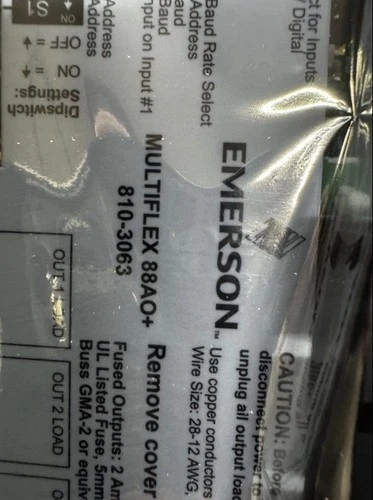 ct for Inputs
/ Digital
Baud Rate Select
Address
aud
Baud
nput on Input #1
Address
Address
S1
ON
Dipswitch
Settings:
ON =
OFF =
EMERSON™
MULTIFLEX 88AO+
810-3063
CAUTION: Before
disconnect power
unplug all output loa
Use copper conductors
Wire Size: 28-12 AWG,
Remove cover
Fused Outputs: 2 Am
UL Listed Fuse, 5mm
Buss GMA-2 or equiv
OUT 1 LOAD
OUT 2 LOAD
O